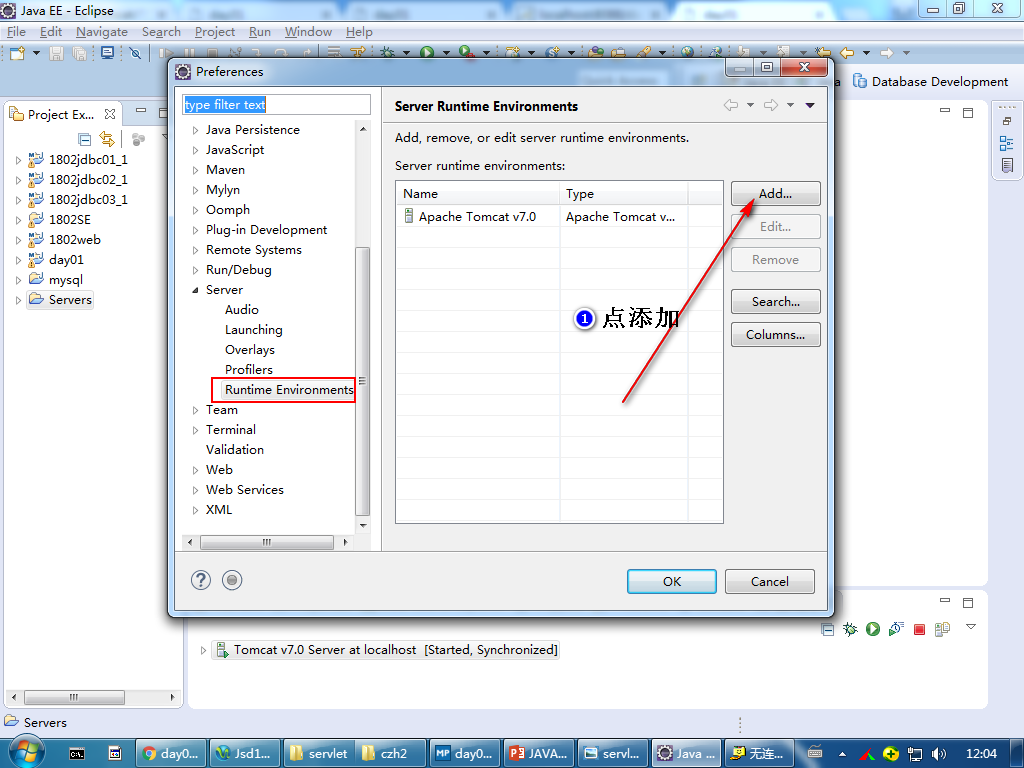 Java EE - Eclipse
File Edit Navigate Search Project Run Window Help
Database Development
Project Ex...
1802jdbc01_1
1802jdbc02_1
1802jdbc03_1
1802SE
1802web
day01
mysql
Servers
Preferences
type filter text
Java Persistence
JavaScript
Maven
Mylyn
Oomph
Plug-in Development
Remote Systems
Run/Debug
Server
Audio
Launching
Overlays
Profilers
Runtime Environments
Team
Terminal
Validation
Web
Web Services
XML
Server Runtime Environments
Add, remove, or edit server runtime environments.
Server runtime environments:
Name Type
Apache Tomcat v7.0 Apache Tomcat v...
Add...
Edit...
Remove
Search...
Columns...
1 点添加
OK Cancel
Tomcat v7.0 Server at localhost [Started, Synchronized]
Servers
day0... Jsd1... servlet czh2 day0... JAVA... servl... Java ... 无连... 12:04